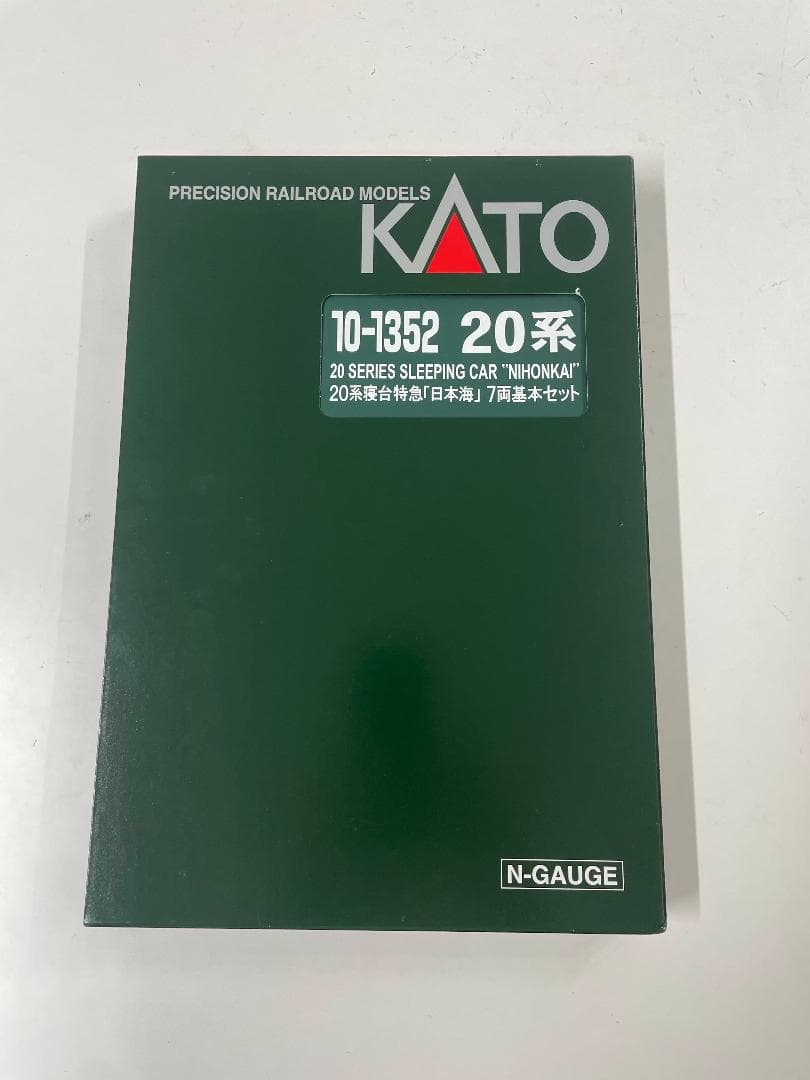 PRECISION RAILROAD MODELS
KATO
10-1352 20系
20 SERIES SLEEPING CAR "NIHONKAI"
20系寝台特急「日本海」 7両基本セット
N-GAUGE